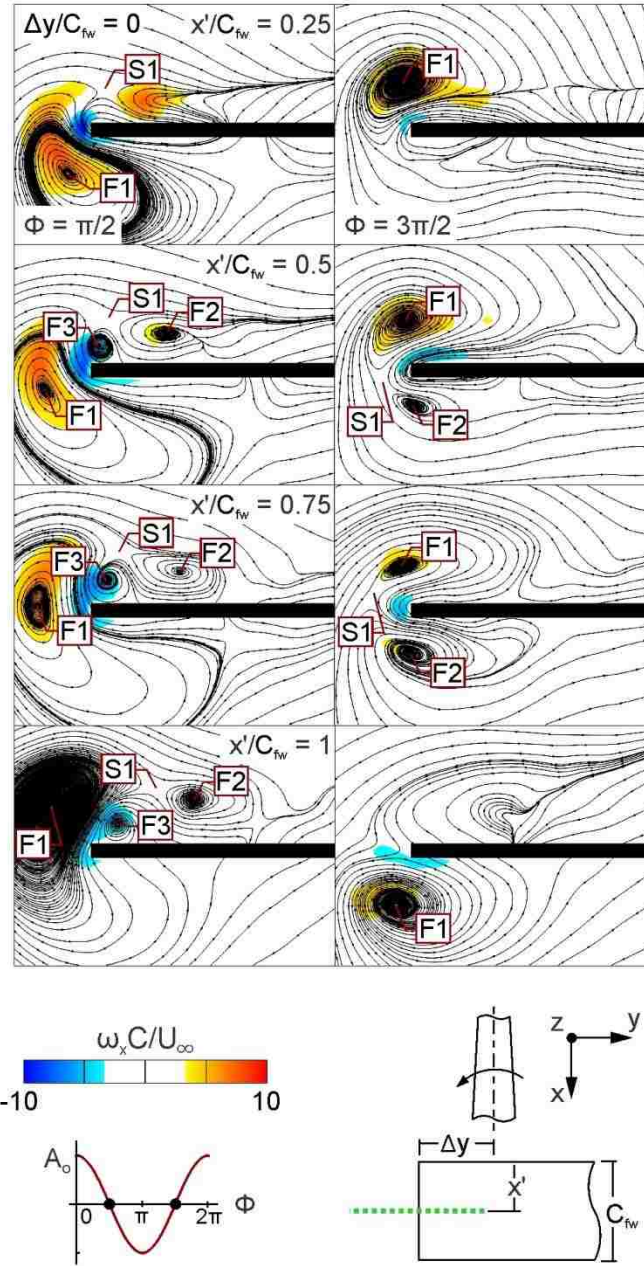 Δy/C_fw = 0 x'/C_fw = 0.25
S1
F1
F1
Φ = π/2
Φ = 3π/2
x'/C_fw = 0.5
S1
F3
F2
F1
F1
S1
F2
x'/C_fw = 0.75
S1
F3
F2
F1
F1
S1
F2
x'/C_fw = 1
S1
F2
F1
F3
F1
ω_xC/U_∞
-10 10
A_o
0 π 2π Φ
z y
x
Δy
x'
C_fw